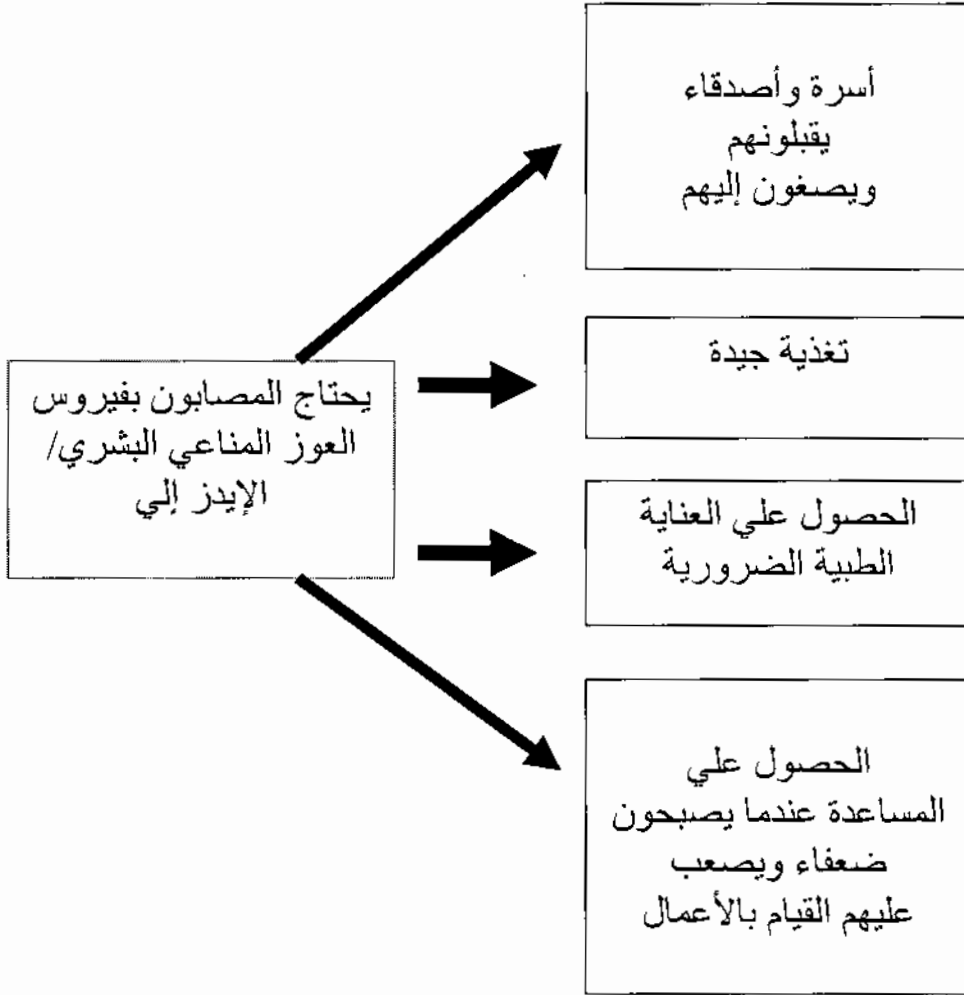 يحتاج المصابون بفيروس
العوز المناعي البشري/
الإيدز إلي
أسرة وأصدقاء
يقبلونهم
ويصغون إليهم
تغذية جيدة
الحصول علي العناية
الطبية الضرورية
الحصول علي
المساعدة عندما يصبحون
ضعفاء ويصعب
عليهم القيام بالأعمال